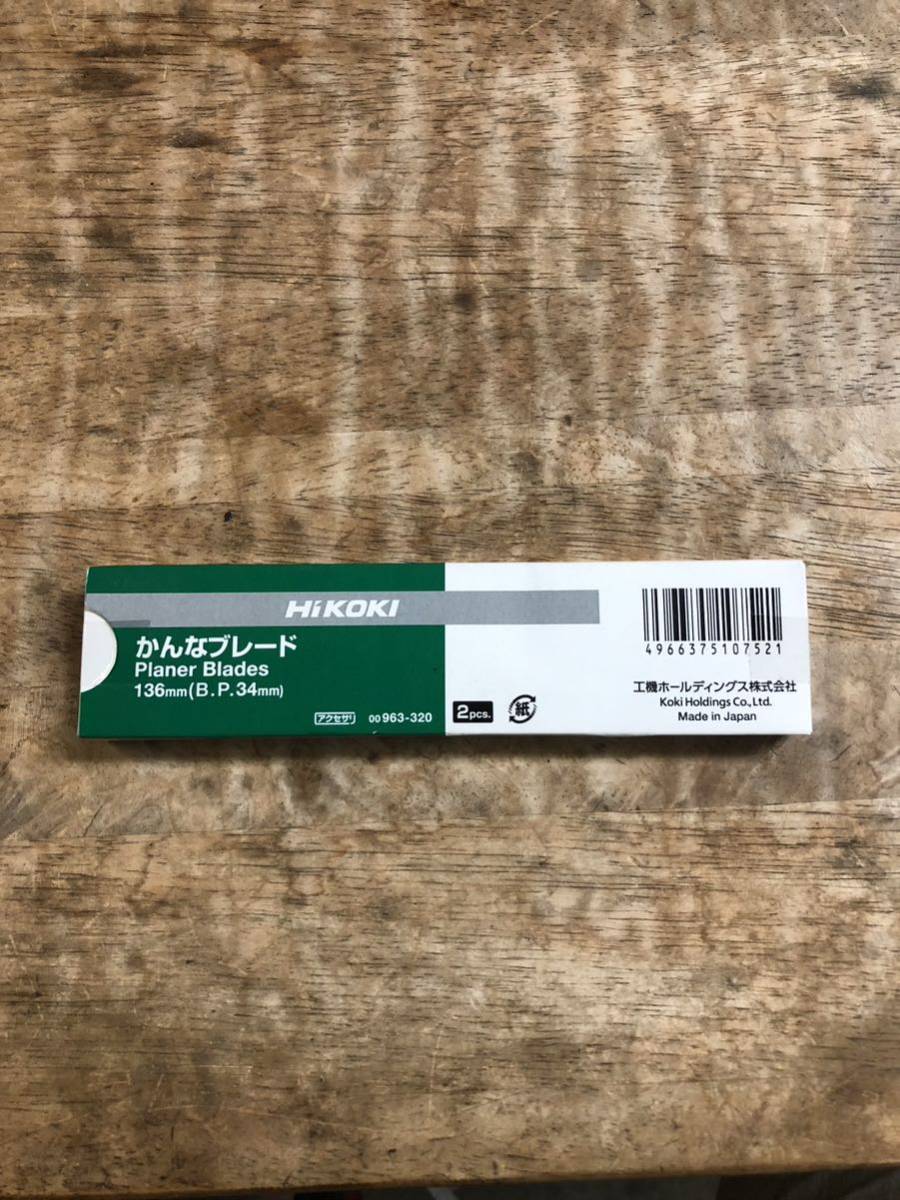 HiKOKI
かんなブレード
Planer Blades
136mm(B.P.34mm)
アクセサリ 00963-320
2pcs. 紙
4966375107521
工機ホールディングス株式会社
Koki Holdings Co.,Ltd.
Made in Japan